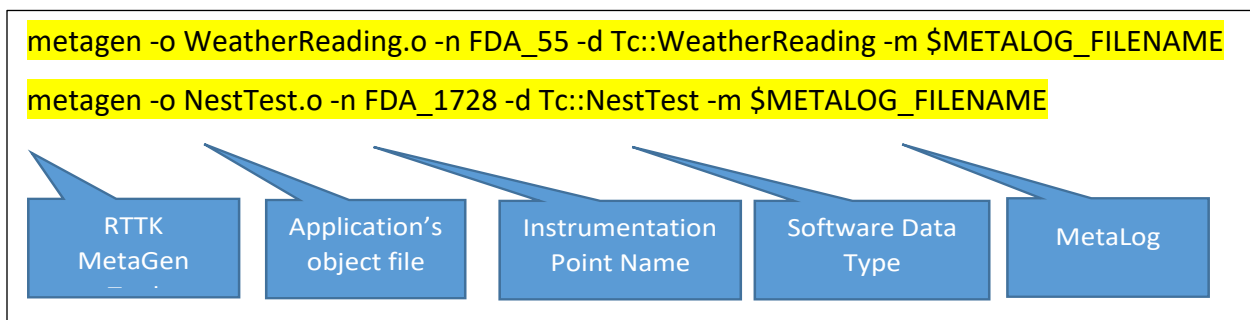 metagen -o WeatherReading.o -n FDA_55 -d Tc::WeatherReading -m $METALOG_FILENAME
metagen -o NestTest.o -n FDA_1728 -d Tc::NestTest -m $METALOG_FILENAME
RTTK
MetaGen
Application’s
object file
Instrumentation
Point Name
Software Data
Type
MetaLog